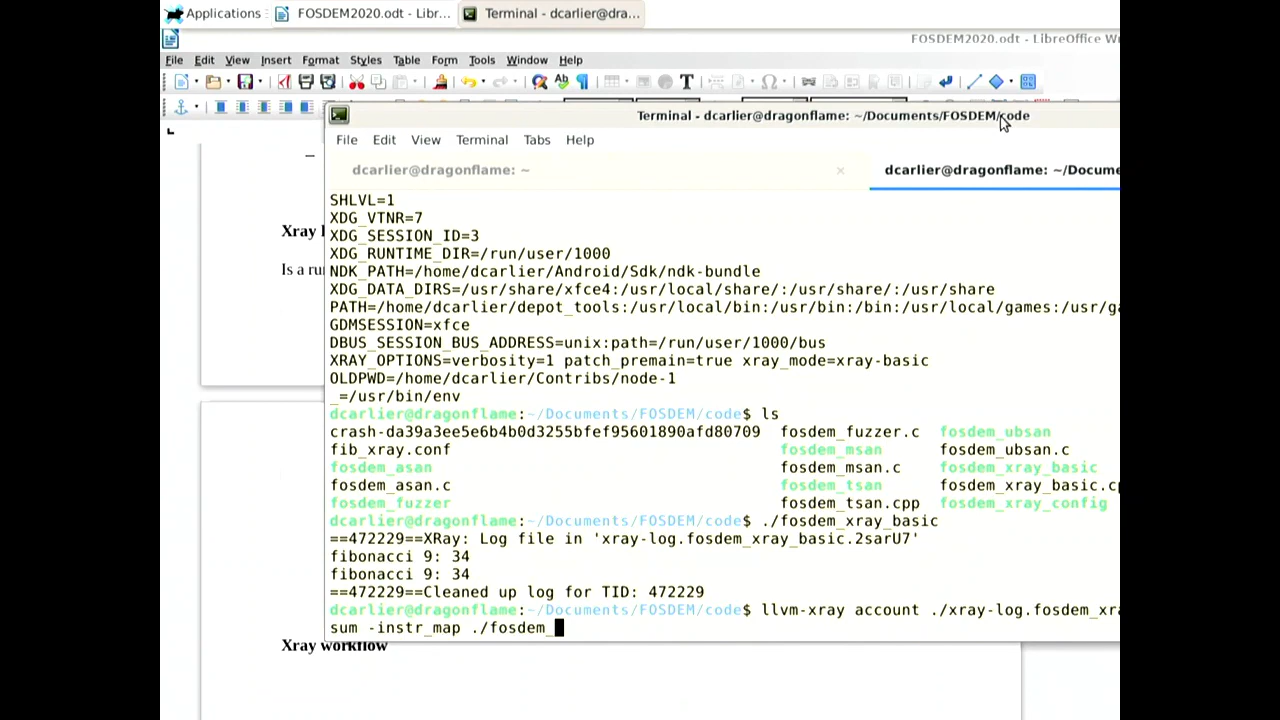 Applications
FOSDEM2020.odt - Libr...
Terminal - dcarlier@dra...
FOSDEM2020.odt - LibreOffice Wr
File Edit View Insert Format Styles Table Form Tools Window Help
Terminal - dcarlier@dragonflame: ~/Documents/FOSDEM/code
File Edit View Terminal Tabs Help
dcarlier@dragonflame: ~
dcarlier@dragonflame: ~/Docume
SHLVL=1
XDG_VTNR=7
XDG_SESSION_ID=3
XDG_RUNTIME_DIR=/run/user/1000
NDK_PATH=/home/dcarlier/Android/Sdk/ndk-bundle
XDG_DATA_DIRS=/usr/share/xfce4:/usr/local/share/:/usr/share/:/usr/share
PATH=/home/dcarlier/depot_tools:/usr/local/bin:/usr/bin:/bin:/usr/local/games:/usr/ga
GDMSESSION=xfce
DBUS_SESSION_BUS_ADDRESS=unix:path=/run/user/1000/bus
XRAY_OPTIONS=verbosity=1 patch_premain=true xray_mode=xray-basic
OLDPWD=/home/dcarlier/Contribs/node-1
_=/usr/bin/env
dcarlier@dragonflame:~/Documents/FOSDEM/code$ ls
crash-da39a3ee5e6b4b0d3255bfef95601890afd80709 fosdem_fuzzer.c fosdem_ubsan
fib_xray.conf fosdem_msan fosdem_ubsan.c
fosdem_asan fosdem_msan.c fosdem_xray_basic
fosdem_asan.c fosdem_tsan fosdem_xray_basic.cp
fosdem_fuzzer fosdem_tsan.cpp fosdem_xray_config
dcarlier@dragonflame:~/Documents/FOSDEM/code$ ./fosdem_xray_basic
==472229==XRay: Log file in 'xray-log.fosdem_xray_basic.2sarU7'
fibonacci 9: 34
fibonacci 9: 34
==472229==Cleaned up log for TID: 472229
dcarlier@dragonflame:~/Documents/FOSDEM/code$ llvm-xray account ./xray-log.fosdem_xra
sum -instr_map ./fosdem_
Xray
Is a
Xray workflow